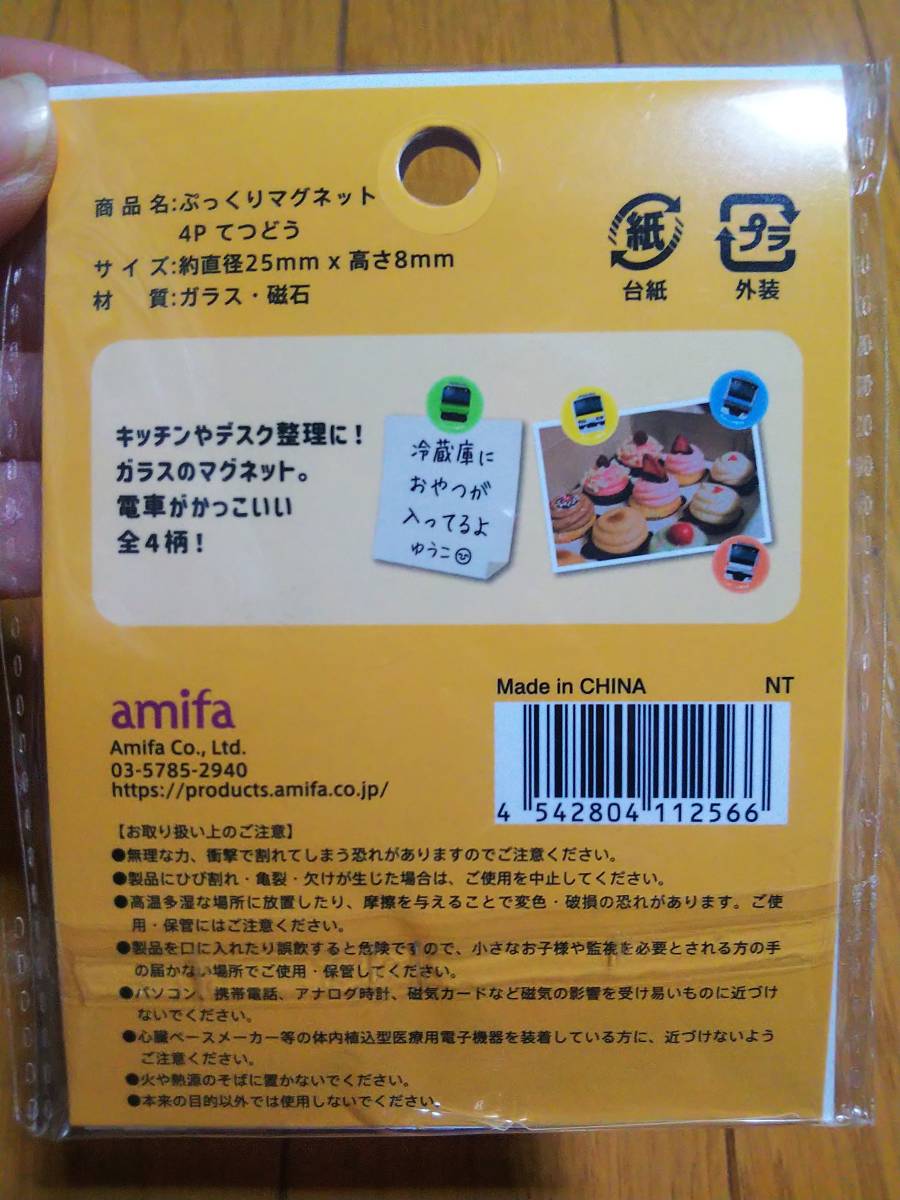 商品名:ぷっくりマグネット
4P てつどう
サイズ:約直径25mm x 高さ8mm
材　質:ガラス・磁石
紙
台紙
プラ
外装
キッチンやデスク整理に！
ガラスのマグネット。
電車がかっこいい
全4柄！
冷蔵庫に
おやつが
入ってるよ
ゆうこ
amifa
Amifa Co., Ltd.
03-5785-2940
https://products.amifa.co.jp/
Made in CHINA NT
4 542804 112566
【お取り扱い上のご注意】
●無理な力、衝撃で割れてしまう恐れがありますのでご注意ください。
●製品にひび割れ・亀裂・欠けが生じた場合は、ご使用を中止してください。
●高温多湿な場所に放置したり、摩擦を与えることで変色・破損の恐れがあります。ご使
用・保管にはご注意ください。
●製品を口に入れたり誤飲すると危険ですので、小さなお子様や監視を必要とされる方の手
の届かない場所でご使用・保管してください。
●パソコン、携帯電話、アナログ時計、磁気カードなど磁気の影響を受け易いものに近づけ
ないでください。
●心臓ペースメーカー等の体内植込型医療用電子機器を装着している方に、近づけないよう
ご注意ください。
●火や熱源のそばに置かないでください。
●本来の目的以外では使用しないでください。